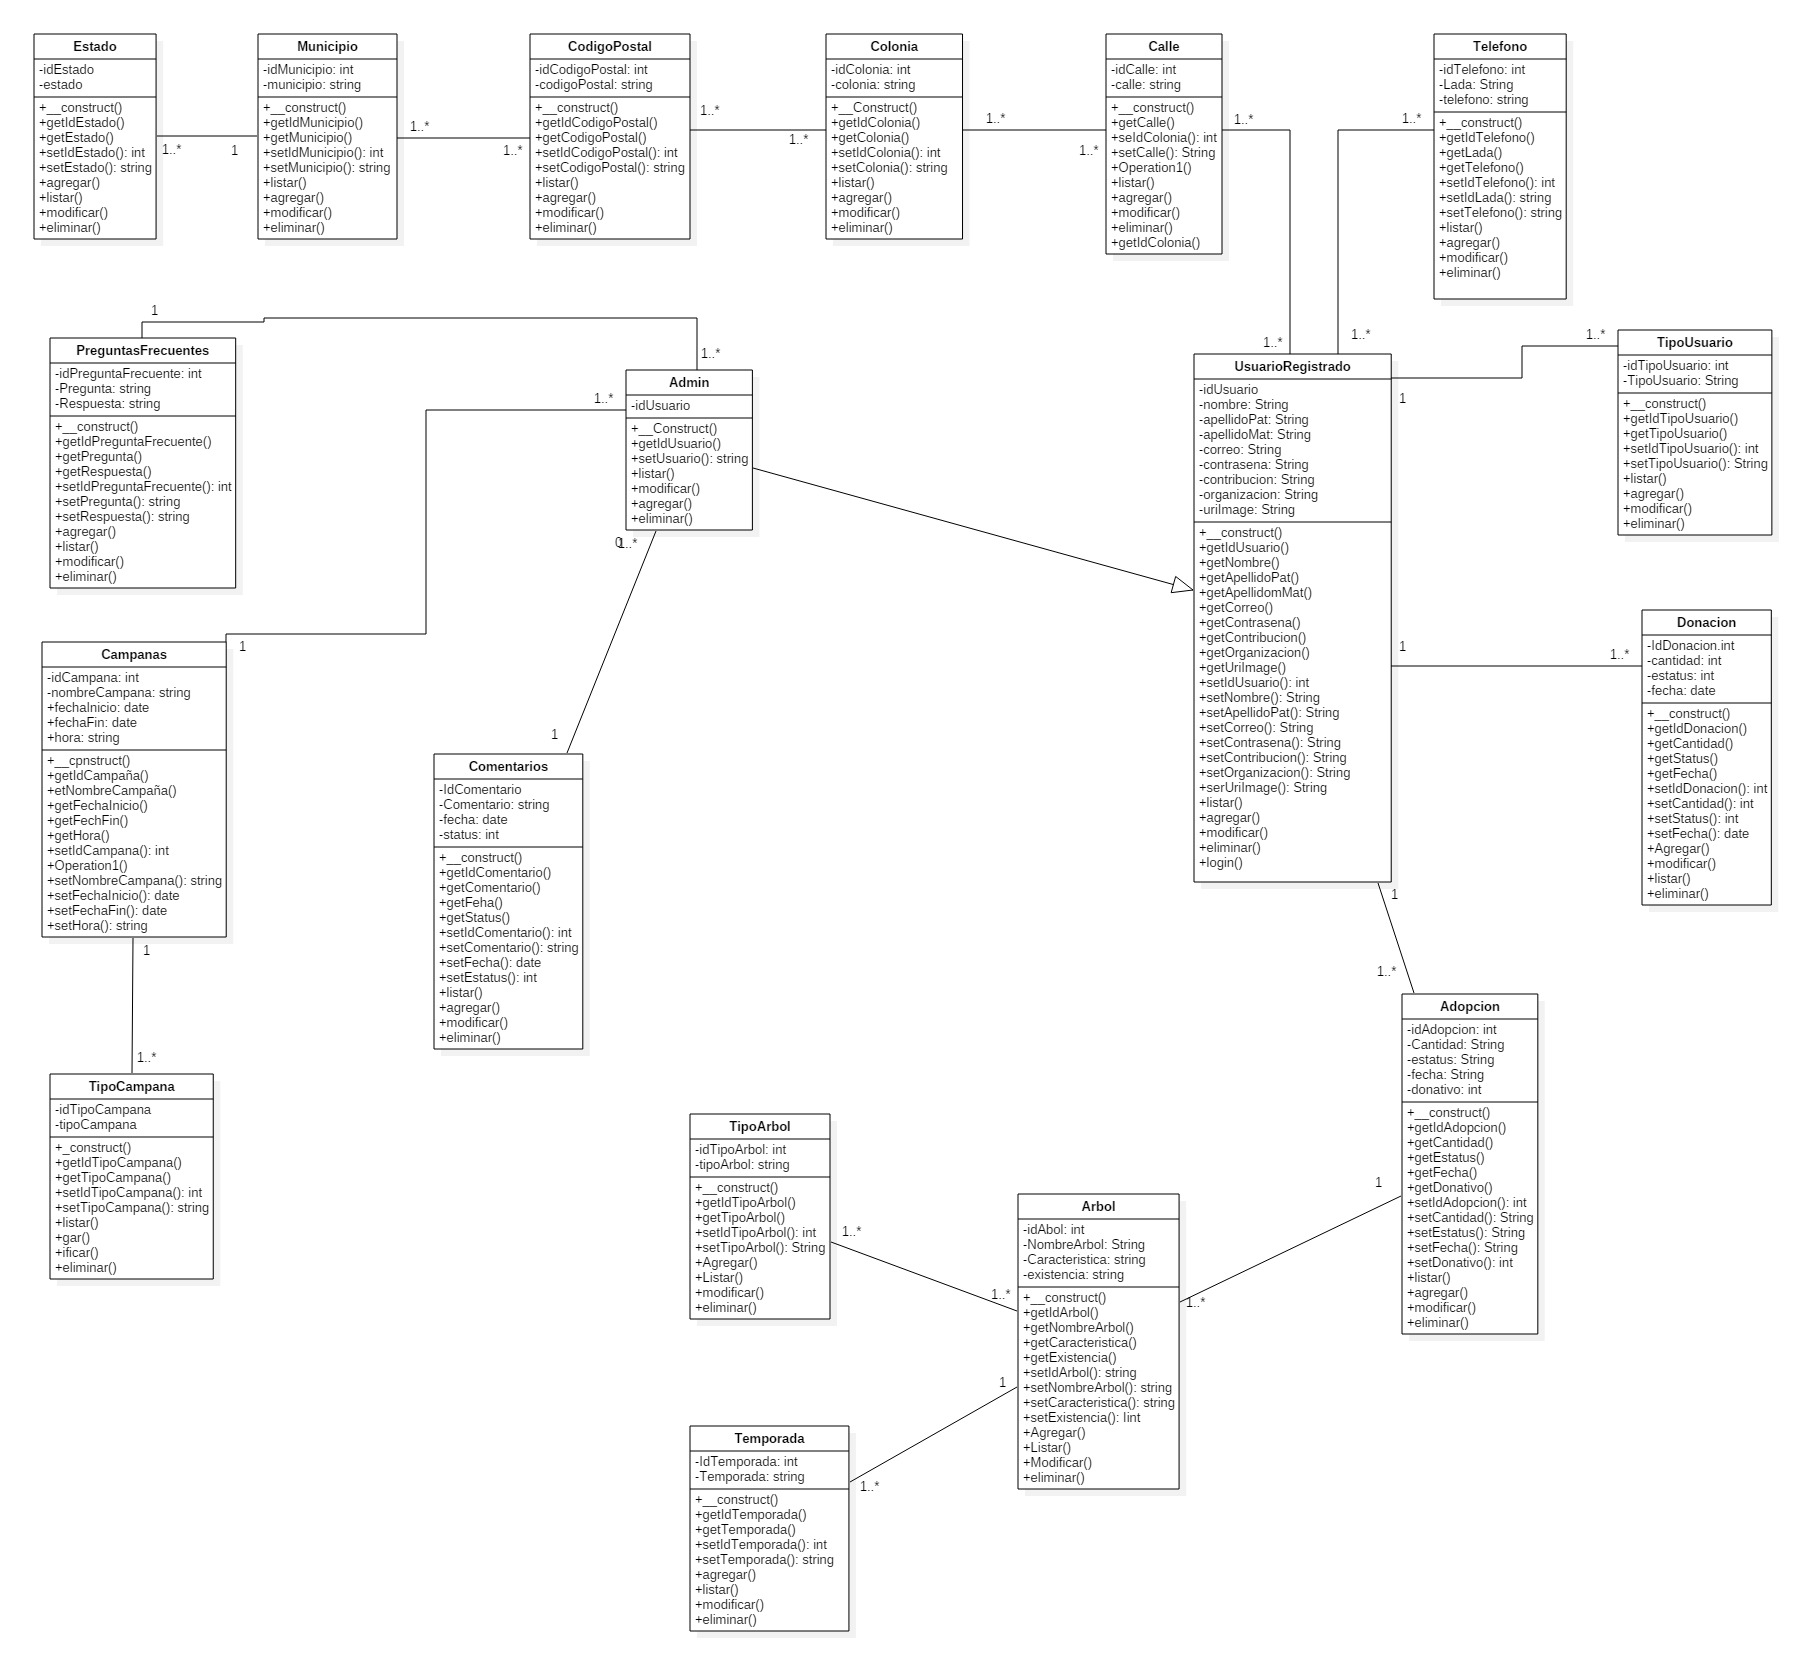 Estado
-idEstado
-estado
+__construct()
+getIdEstado()
+getEstado()
+setIdEstado(): int
+setEstado(): string
+agregar()
+listar()
+modificar()
+eliminar()
1..*
1
Municipio
-idMunicipio: int
-municipio: string
+__construct()
+getIdMunicipio()
+getMunicipio()
+setIdMunicipio(): int
+setMunicipio(): string
+listar()
+agregar()
+modificar()
+eliminar()
1..*
1..*
CodigoPostal
-idCodigoPostal: int
-codigoPostal: string
+__construct()
+getIdCodigoPostal()
+getCodigoPostal()
+setIdCodigoPostal(): int
+setCodigoPostal(): string
+listar()
+agregar()
+modificar()
+eliminar()
1..*
1..*
Colonia
-idColonia: int
-colonia: string
+__Construct()
+getIdColonia()
+getColonia()
+setIdColonia(): int
+setColonia(): string
+listar()
+agregar()
+modificar()
+eliminar()
1..*
1..*
Calle
-idCalle: int
-calle: string
+__construct()
+getCalle()
+seIdColonia(): int
+setCalle(): String
+Operation1()
+listar()
+agregar()
+modificar()
+eliminar()
+getIdColonia()
1..*
1..*
Telefono
-idTelefono: int
-Lada: String
-telefono: string
+__construct()
+getIdTelefono()
+getLada()
+getTelefono()
+setIdTelefono(): int
+setIdLada(): string
+setTelefono(): string
+listar()
+agregar()
+modificar()
+eliminar()
1..*
1..*
1
1..*
PreguntasFrecuentes
-idPreguntaFrecuente: int
-Pregunta: string
-Respuesta: string
+__construct()
+getIdPreguntaFrecuente()
+getPregunta()
+getRespuesta()
+setIdPreguntaFrecuente(): int
+setPregunta(): string
+setRespuesta(): string
+agregar()
+listar()
+modificar()
+eliminar()
Admin
-idUsuario
+__Construct()
+getIdUsuario()
+setUsuario(): string
+listar()
+modificar()
+agregar()
+eliminar()
1..*
1
0
1..*
1
UsuarioRegistrado
-idUsuario
-nombre: String
-apellidoPat: String
-apellidoMat: String
-correo: String
-contrasena: String
-contribucion: String
-organizacion: String
-uriImage: String
+__construct()
+getIdUsuario()
+getNombre()
+getApellidoPat()
+getApellidomMat()
+getCorreo()
+getContrasena()
+getContribucion()
+getOrganizacion()
+getUriImage()
+setIdUsuario(): int
+setNombre(): String
+setApellidoPat(): String
+setCorreo(): String
+setContrasena(): String
+setContribucion(): String
+setOrganizacion(): String
+serUriImage(): String
+listar()
+agregar()
+modificar()
+eliminar()
+login()
1
1..*
TipoUsuario
-idTipoUsuario: int
-TipoUsuario: String
+__construct()
+getIdTipoUsuario()
+getTipoUsuario()
+setIdTipoUsuario(): int
+setTipoUsuario(): String
+listar()
+agregar()
+modificar()
+eliminar()
1
1..*
Donacion
-IdDonacion.int
-cantidad: int
-estatus: int
-fecha: date
+__construct()
+getIdDonacion()
+getCantidad()
+getStatus()
+getFecha()
+setIdDonacion(): int
+setCantidad(): int
+setStatus(): int
+setFecha(): date
+Agregar()
+modificar()
+listar()
+eliminar()
Campanas
-idCampana: int
-nombreCampana: string
+fechaInicio: date
+fechaFin: date
+hora: string
+__cpnstruct()
+getIdCampaña()
+etNombreCampaña()
+getFechaInicio()
+getFechFin()
+getHora()
+setIdCampana(): int
+Operation1()
+setNombreCampana(): string
+setFechaInicio(): date
+setFechaFin(): date
+setHora(): string
1
1..*
Comentarios
-IdComentario
-Comentario: string
-fecha: date
-status: int
+__construct()
+getIdComentario()
+getComentario()
+getFeha()
+getStatus()
+setIdComentario(): int
+setComentario(): string
+setFecha(): date
+setEstatus(): int
+listar()
+agregar()
+modificar()
+eliminar()
1
1..*
TipoCampana
-idTipoCampana
-tipoCampana
+_construct()
+getIdTipoCampana()
+getTipoCampana()
+setIdTipoCampana(): int
+setTipoCampana(): string
+listar()
+gar()
+ificar()
+eliminar()
Adopcion
-idAdopcion: int
-Cantidad: String
-estatus: String
-fecha: String
-donativo: int
+__construct()
+getIdAdopcion()
+getCantidad()
+getEstatus()
+getFecha()
+getDonativo()
+setIdAdopcion(): int
+setCantidad(): String
+setEstatus(): String
+setFecha(): String
+setDonativo(): int
+listar()
+agregar()
+modificar()
+eliminar()
1
1..*
TipoArbol
-idTipoArbol: int
-tipoArbol: string
+__construct()
+getIdTipoArbol()
+getTipoArbol()
+setIdTipoArbol(): int
+setTipoArbol(): String
+Agregar()
+Listar()
+modificar()
+eliminar()
1..*
1..*
Arbol
-idAbol: int
-NombreArbol: String
-Caracteristica: string
-existencia: string
+__construct()
+getIdArbol()
+getNombreArbol()
+getCaracteristica()
+getExistencia()
+setIdArbol(): string
+setNombreArbol(): string
+setCaracteristica(): string
+setExistencia(): Iint
+Agregar()
+Listar()
+Modificar()
+eliminar()
1
1..*
Temporada
-IdTemporada: int
-Temporada: string
+__construct()
+getIdTemporada()
+getTemporada()
+setIdTemporada(): int
+setTemporada(): string
+agregar()
+listar()
+modificar()
+eliminar()